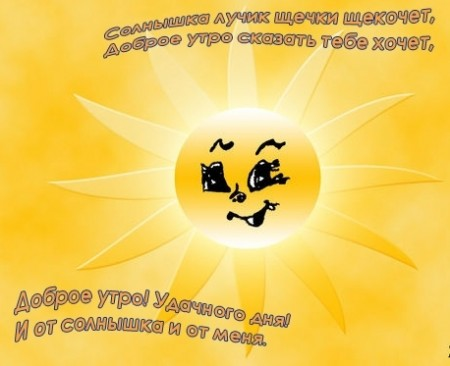 Солнышка лучик щечки щекочет,
Доброе утро сказать тебе хочет,
Доброе утро! Удачного дня!
И от солнышка и от меня.